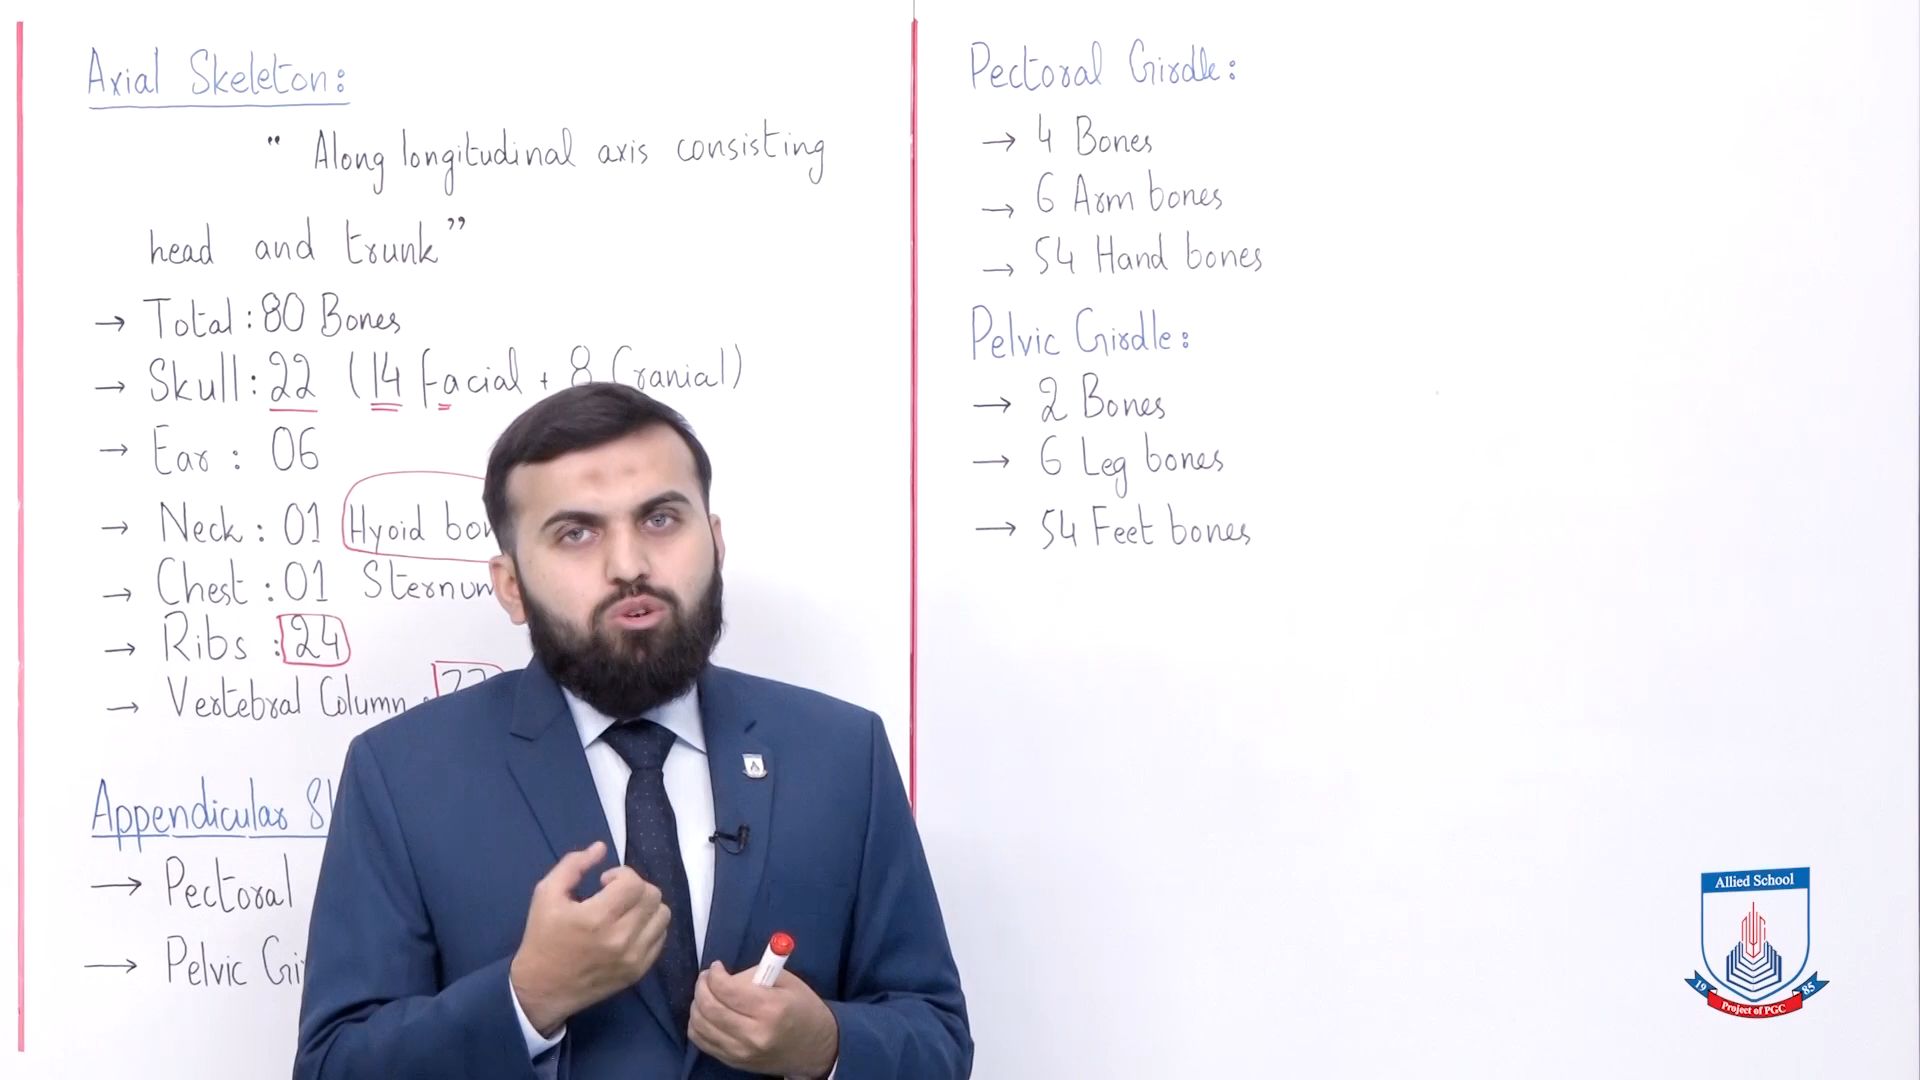 Axial Skeleton:
" Along longitudinal axis consisting
head and trunk"
→ Total: 80 Bones
→ Skull: 22 (14 facial + 8 Cranial)
→ Ear: 06
→ Neck: 01 Hyoid
→ Chest: 01 Sternum
→ Ribs: 24
→ Vertebral Column:
Appendicular
→ Pectoral
→ Pelvic
Pectoral Girdle:
→ 4 Bones
→ 6 Arm bones
→ 54 Hand bones
Pelvic Girdle:
→ 2 Bones
→ 6 Leg bones
→ 54 Feet bones
Allied School
19 85
Project of PGC